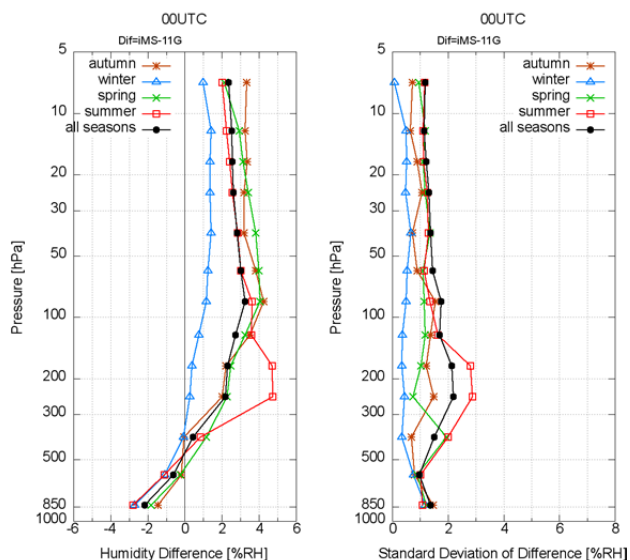 00UTC
Dif=iMS-11G
autumn
winter
spring
summer
all seasons
5
10
20
30
50
100
200
300
500
850
1000
Pressure [hPa]
-6 -4 -2 0 2 4 6
Humidity Difference [%RH]
00UTC
Dif=iMS-11G
autumn
winter
spring
summer
all seasons
5
10
20
30
50
100
200
300
500
850
1000
Pressure [hPa]
0 2 4 6 8
Standard Deviation of Difference [%RH]